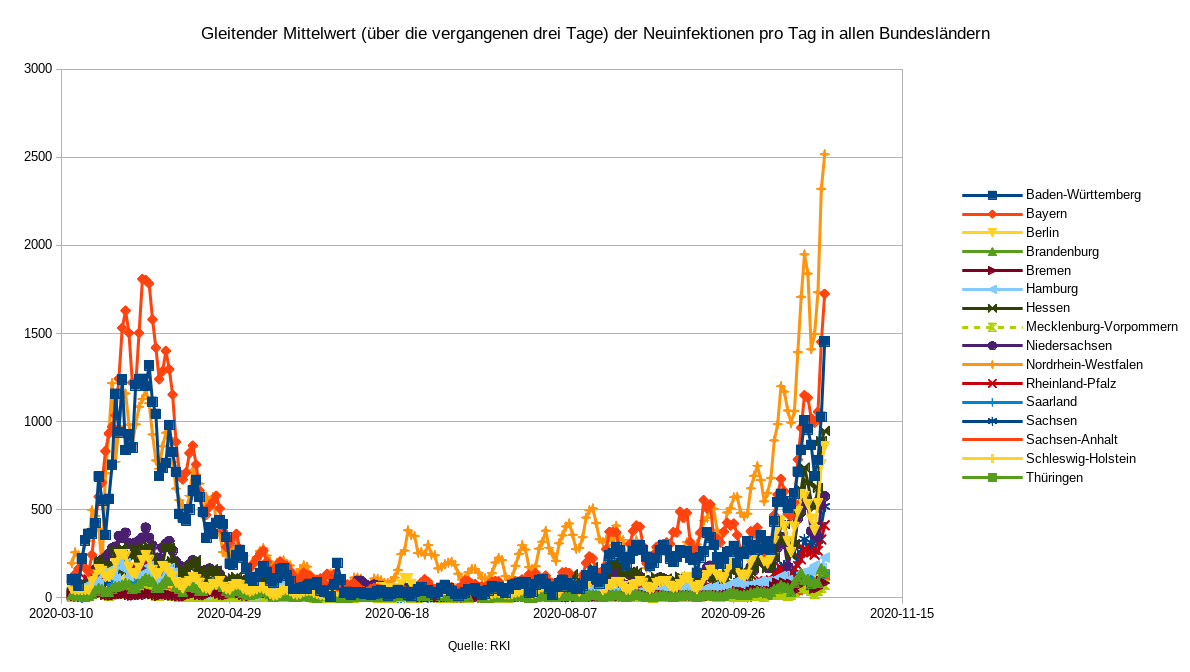 Gleitender Mittelwert (über die vergangenen drei Tage) der Neuinfektionen pro Tag in allen Bundesländern
3000
2500
2000
1500
1000
500
0
2020-03-10 2020-04-29 2020-06-18 2020-08-07 2020-09-26 2020-11-15
Baden-Württemberg
Bayern
Berlin
Brandenburg
Bremen
Hamburg
Hessen
Mecklenburg-Vorpommern
Niedersachsen
Nordrhein-Westfalen
Rheinland-Pfalz
Saarland
Sachsen
Sachsen-Anhalt
Schleswig-Holstein
Thüringen
Quelle: RKI